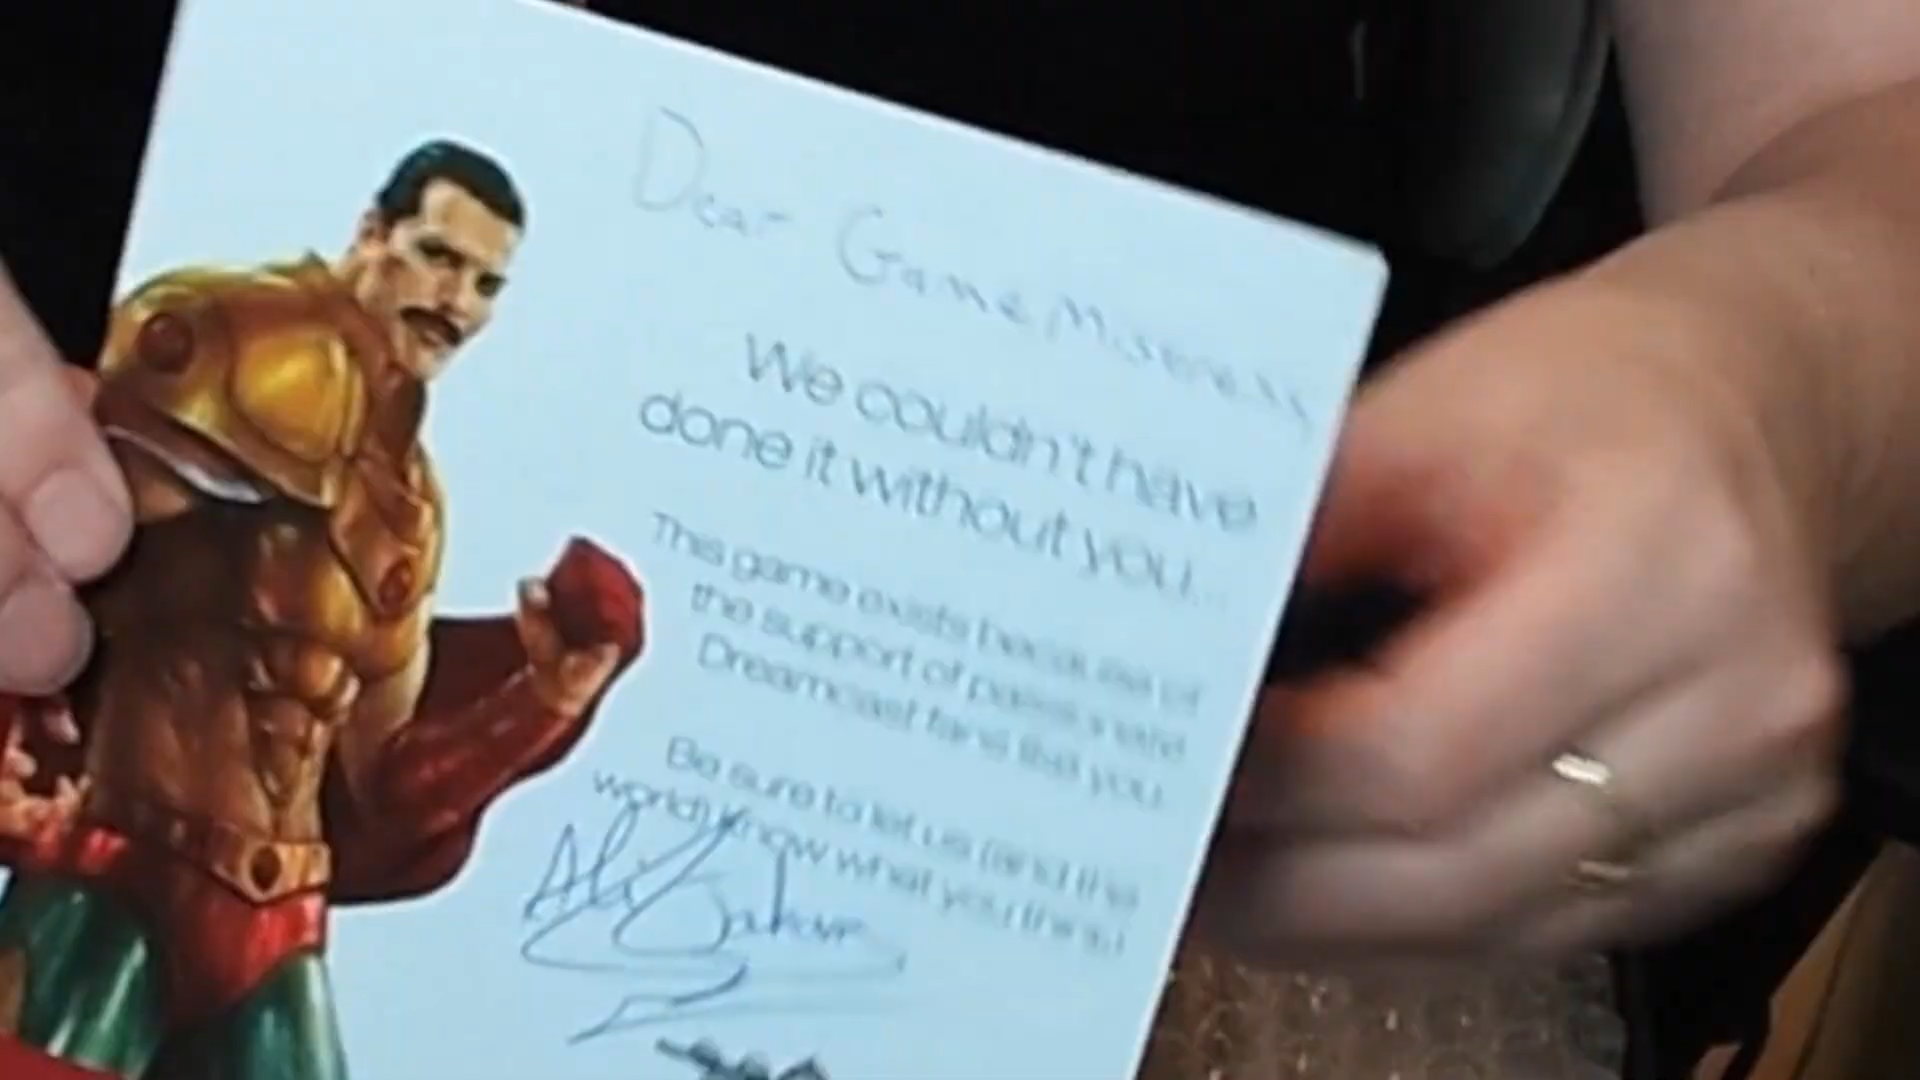 Dear Game Mistress
We couldn't have
done it without you...
This game exists because of
the support of passionate
Dreamcast fans like you.
Be sure to let us (and the
world) know what you think!